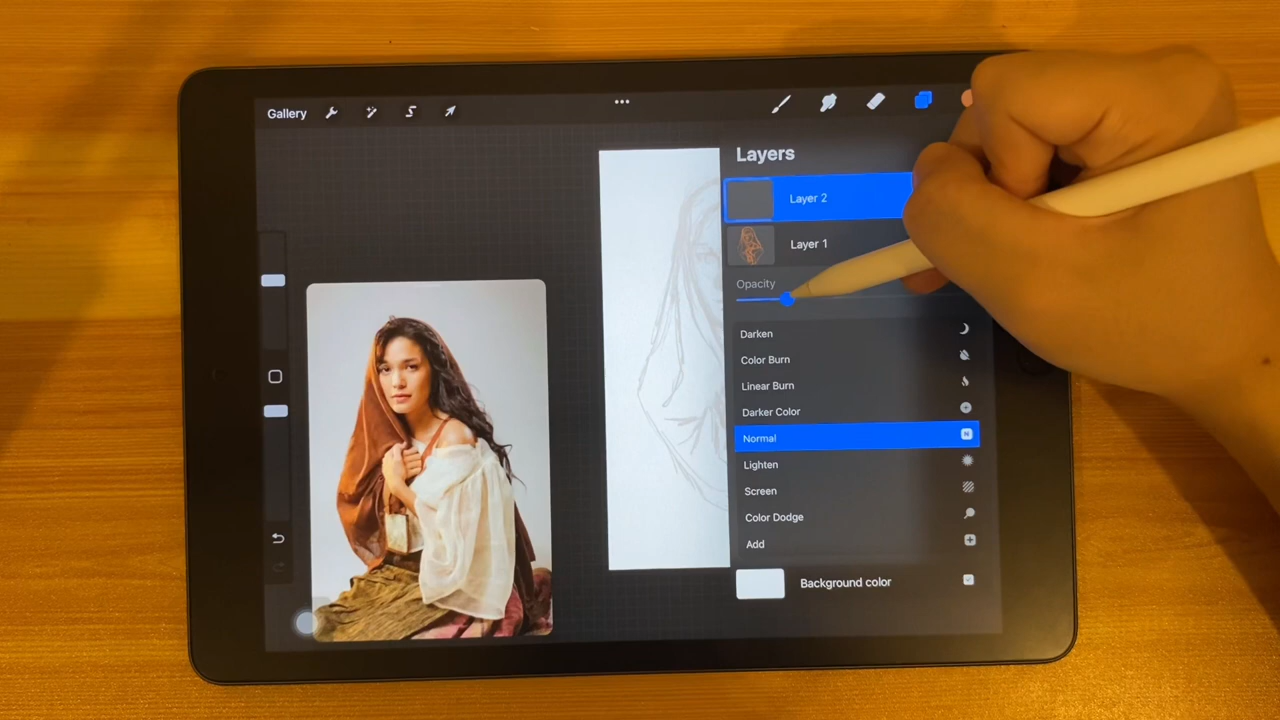 Gallery
Layers
Layer 2
Layer 1
Opacity
Darken
Color Burn
Linear Burn
Darker Color
Normal
N
Lighten
Screen
Color Dodge
Add
Background color